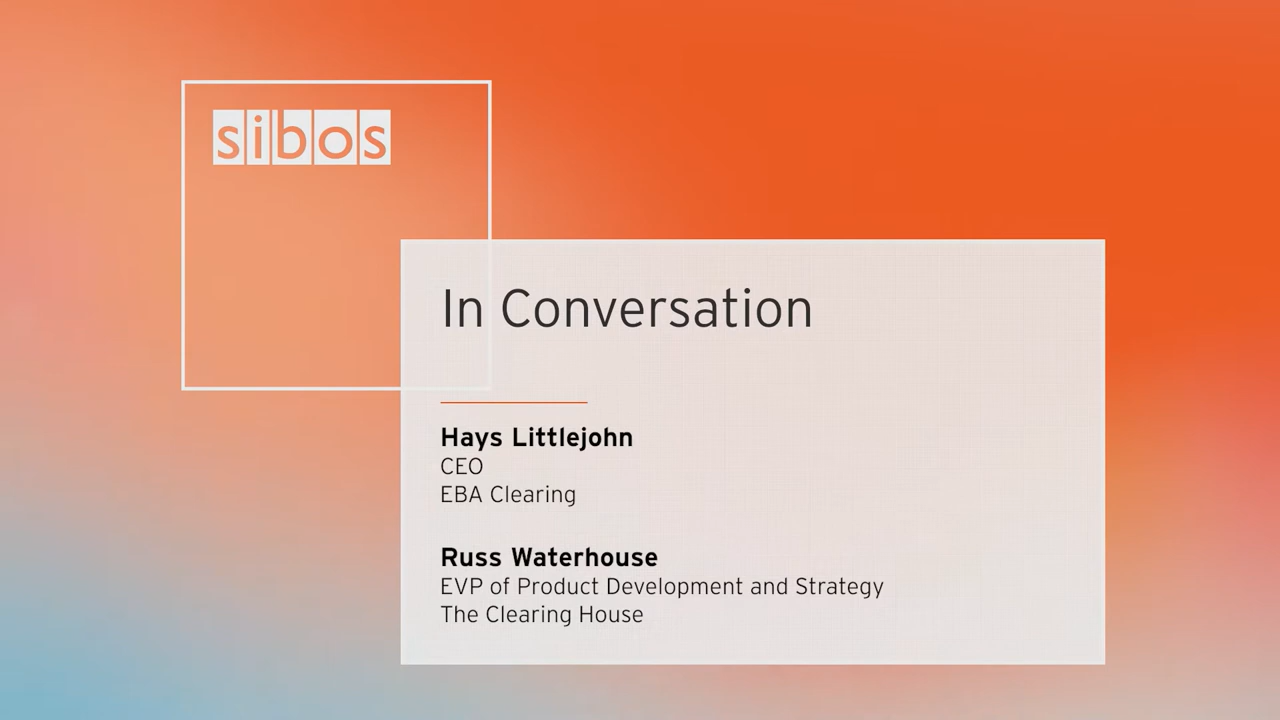 sibos
In Conversation
Hays Littlejohn
CEO
EBA Clearing
Russ Waterhouse
EVP of Product Development and Strategy
The Clearing House